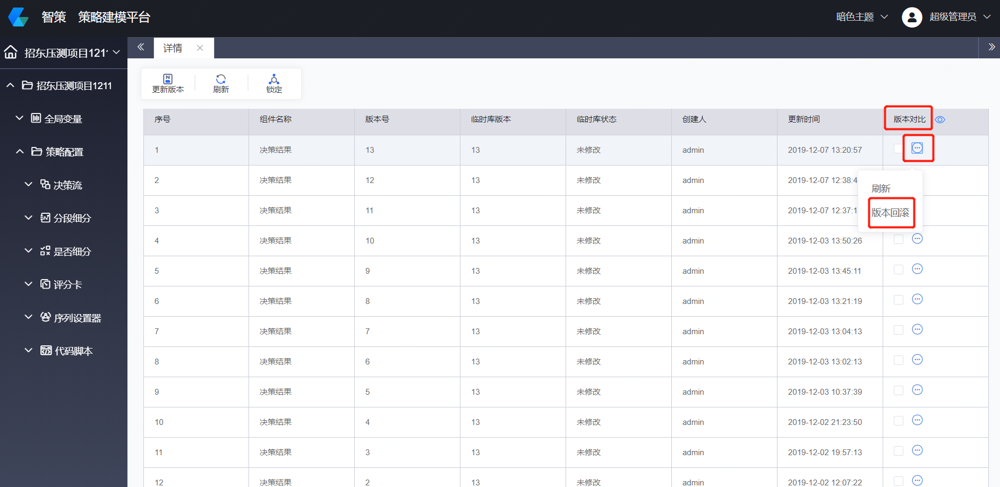 智策 策略建模平台
暗色主题 超级管理员
招东压测项目121
详情
招东压测项目1211
全局变量
策略配置
决策流
分段细分
是否细分
评分卡
序列设置器
代码脚本
更新版本 刷新 锁定
序号 组件名称 版本号 临时库版本 临时库状态 创建人 更新时间 版本对比
1 决策结果 13 13 未修改 admin 2019-12-07 13:20:57
2 决策结果 12 13 未修改 admin 2019-12-07 12:38:4
刷新
3 决策结果 11 13 未修改 admin 2019-12-07 12:37:1
版本回滚
4 决策结果 10 13 未修改 admin 2019-12-03 13:50:26
5 决策结果 9 13 未修改 admin 2019-12-03 13:45:11
6 决策结果 8 13 未修改 admin 2019-12-03 13:21:19
7 决策结果 7 13 未修改 admin 2019-12-03 13:04:13
8 决策结果 6 13 未修改 admin 2019-12-03 13:02:13
9 决策结果 5 13 未修改 admin 2019-12-03 10:37:39
10 决策结果 4 13 未修改 admin 2019-12-02 21:23:50
11 决策结果 3 13 未修改 admin 2019-12-02 19:57:13
12 决策结果 2 13 未修改 admin 2019-12-02 12:07:22